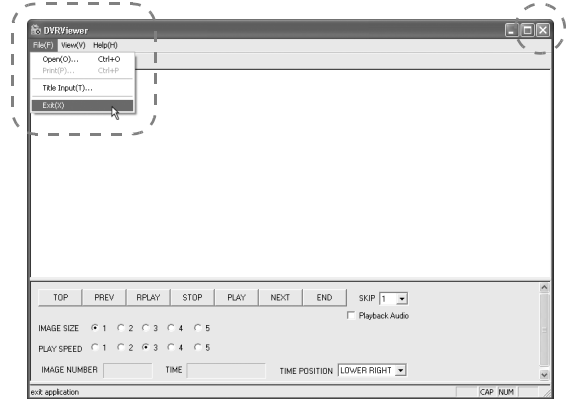 DVRViewer
File(F) View(V) Help(H)
Open(O)... Ctrl+O
Print(P)... Ctrl+P
Title Input(T)...
Exit(X)
TOP PREV RPLAY STOP PLAY NEXT END SKIP 1
Playback Audio
IMAGE SIZE 1 2 3 4 5
PLAY SPEED 1 2 3 4 5
IMAGE NUMBER TIME TIME POSITION LOWER RIGHT
exit application CAP NUM